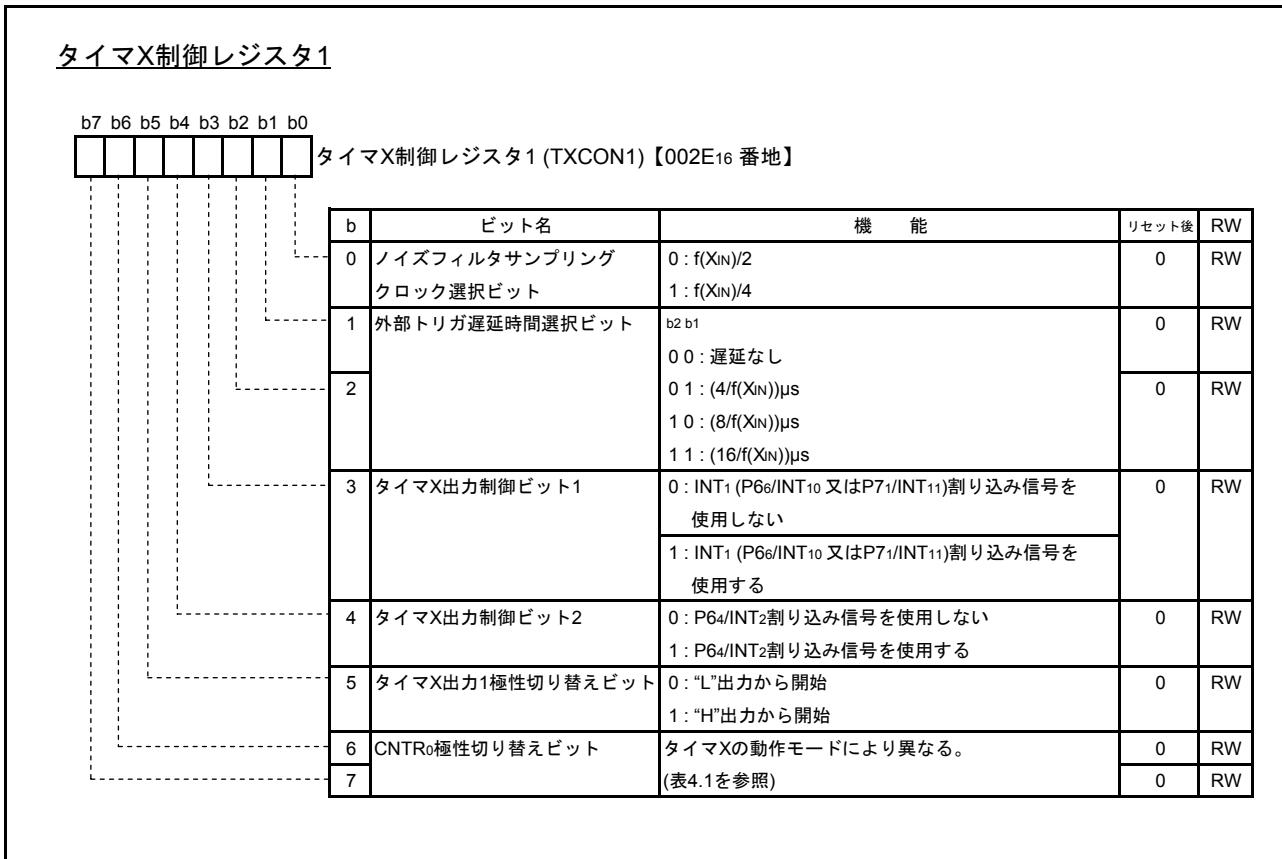 タイマX制御レジスタ1
b7 b6 b5 b4 b3 b2 b1 b0
タイマX制御レジスタ1 (TXCON1)【002E16 番地】
b ビット名 機 能 リセット後 RW
0 ノイズフィルタサンプリング 0 : f(XIN)/2 0 RW
クロック選択ビット 1 : f(XIN)/4
1 外部トリガ遅延時間選択ビット b2 b1 0 RW
0 0 : 遅延なし
2 0 1 : (4/f(XIN))µs 0 RW
1 0 : (8/f(XIN))µs
1 1 : (16/f(XIN))µs
3 タイマX出力制御ビット1 0 : INT1 (P66/INT10 又はP71/INT11)割り込み信号を 0 RW
使用しない
1 : INT1 (P66/INT10 又はP71/INT11)割り込み信号を
使用する
4 タイマX出力制御ビット2 0 : P64/INT2割り込み信号を使用しない 0 RW
1 : P64/INT2割り込み信号を使用する
5 タイマX出力1極性切り替えビット 0 : “L”出力から開始 0 RW
1 : “H”出力から開始
6 CNTR0極性切り替えビット タイマXの動作モードにより異なる。 0 RW
7 (表4.1を参照) 0 RW